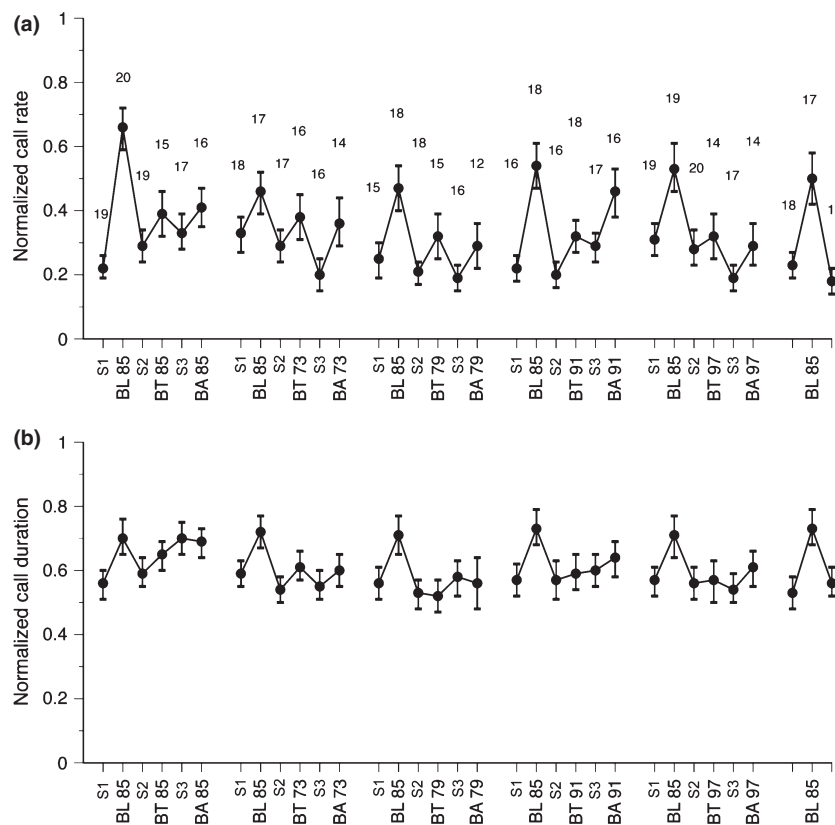 (a)
Normalized call rate
1
0.8
0.6
0.4
0.2
0
19 20 19 15 17 16
18 17 17 16 16 14
15 18 18 15 16 12
16 18 16 18 17 16
19 19 20 14 17 14
18 17 1
S1 BL 85 S2 BT 85 S3 BA 85
S1 BL 85 S2 BT 73 S3 BA 73
S1 BL 85 S2 BT 79 S3 BA 79
S1 BL 85 S2 BT 91 S3 BA 91
S1 BL 85 S2 BT 97 S3 BA 97
BL 85
(b)
Normalized call duration
1
0.8
0.6
0.4
0.2
0
S1 BL 85 S2 BT 85 S3 BA 85
S1 BL 85 S2 BT 73 S3 BA 73
S1 BL 85 S2 BT 79 S3 BA 79
S1 BL 85 S2 BT 91 S3 BA 91
S1 BL 85 S2 BT 97 S3 BA 97
BL 85